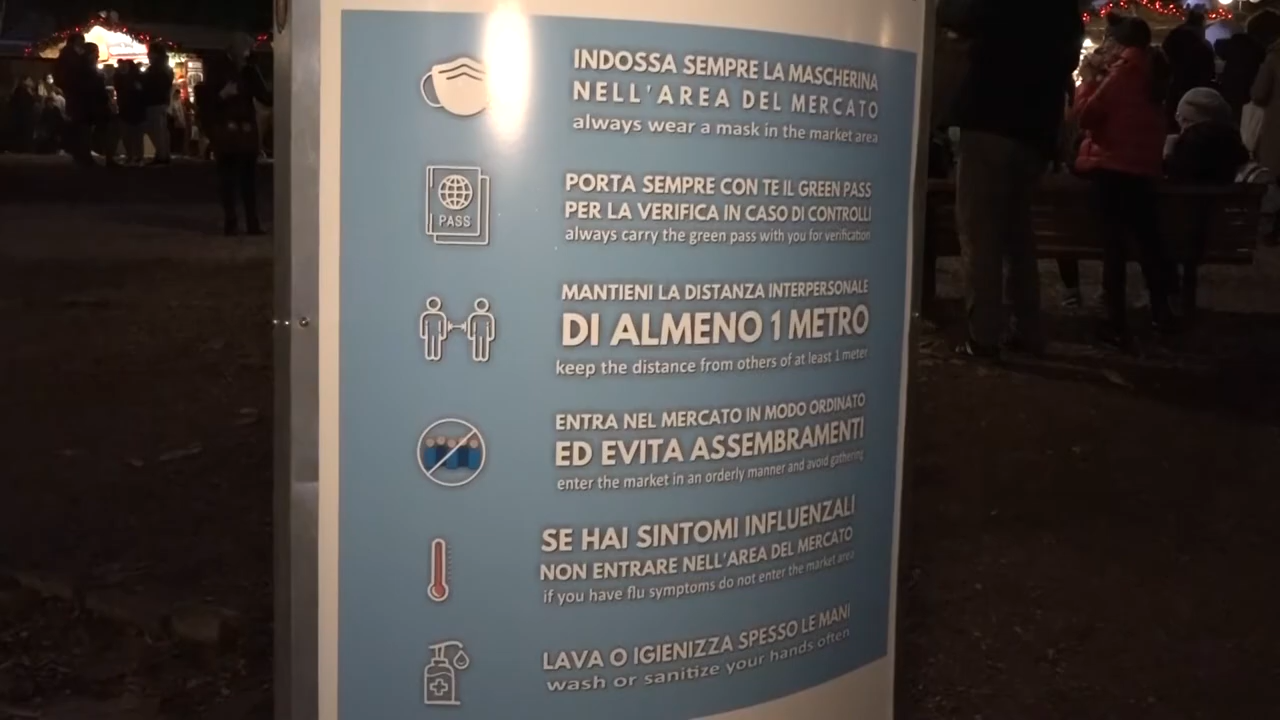 INDOSSA SEMPRE LA MASCHERINA
NELL'AREA DEL MERCATO
always wear a mask in the market area
PASS
PORTA SEMPRE CON TE IL GREEN PASS
PER LA VERIFICA IN CASO DI CONTROLLI
always carry the green pass with you for verification
MANTIENI LA DISTANZA INTERPERSONALE
DI ALMENO 1 METRO
keep the distance from others of at least 1 meter
ENTRA NEL MERCATO IN MODO ORDINATO
ED EVITA ASSEMBRAMENTI
enter the market in an orderly manner and avoid gathering
SE HAI SINTOMI INFLUENZALI
NON ENTRARE NELL'AREA DEL MERCATO
if you have flu symptoms do not enter the market area
LAVA O IGIENIZZA SPESSO LE MANI
wash or sanitize your hands often